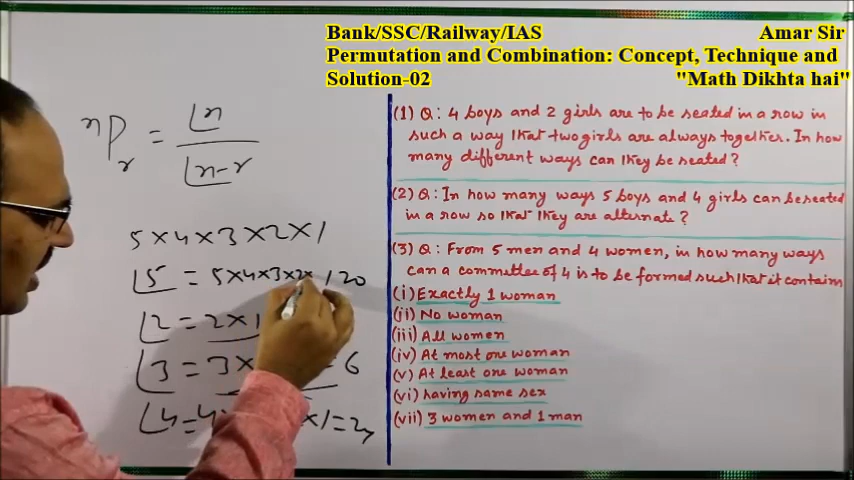 Bank/SSC/Railway/IAS Amar Sir
Permutation and Combination: Concept, Technique and
Solution-02 "Math Dikhta hai"
nPr = ⌊n
⌊n-r
5×4×3×2×1
⌊5 = 5×4×3×2× 120
⌊2 = 2×1
⌊3 = 3× 6
⌊4=4 ×1=24
(1) Q: 4 boys and 2 girls are to be seated in a row in
such a way that two girls are always together. In how
many different ways can they be seated?
(2) Q: In how many ways 5 boys and 4 girls can be seated
in a row so that they are alternate?
(3) Q: From 5 men and 4 women, in how many ways
can a committee of 4 is to be formed such that it contains
(i) Exactly 1 woman
(ii) No woman
(iii) All women
(iv) At most one woman
(v) At least one woman
(vi) having same sex
(vii) 3 women and 1 man